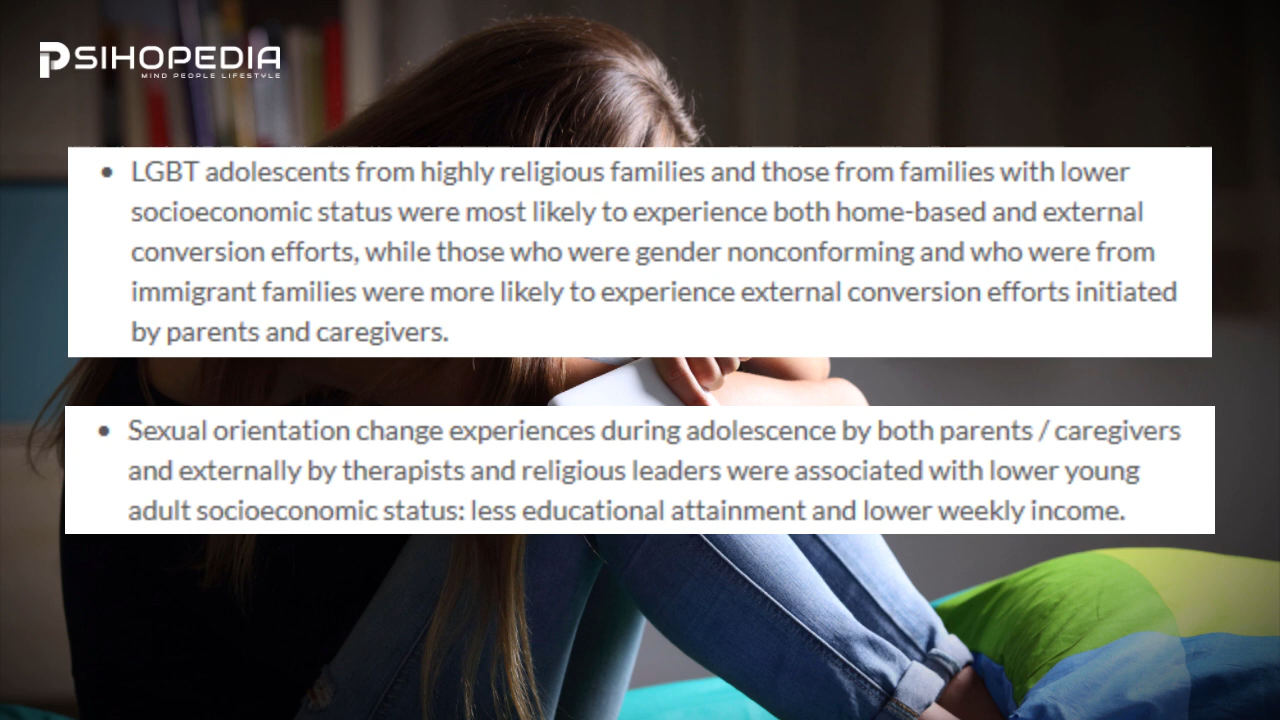 PSIHOPEDIA
MIND PEOPLE LIFESTYLE
• LGBT adolescents from highly religious families and those from families with lower
socioeconomic status were most likely to experience both home-based and external
conversion efforts, while those who were gender nonconforming and who were from
immigrant families were more likely to experience external conversion efforts initiated
by parents and caregivers.
• Sexual orientation change experiences during adolescence by both parents / caregivers
and externally by therapists and religious leaders were associated with lower young
adult socioeconomic status: less educational attainment and lower weekly income.